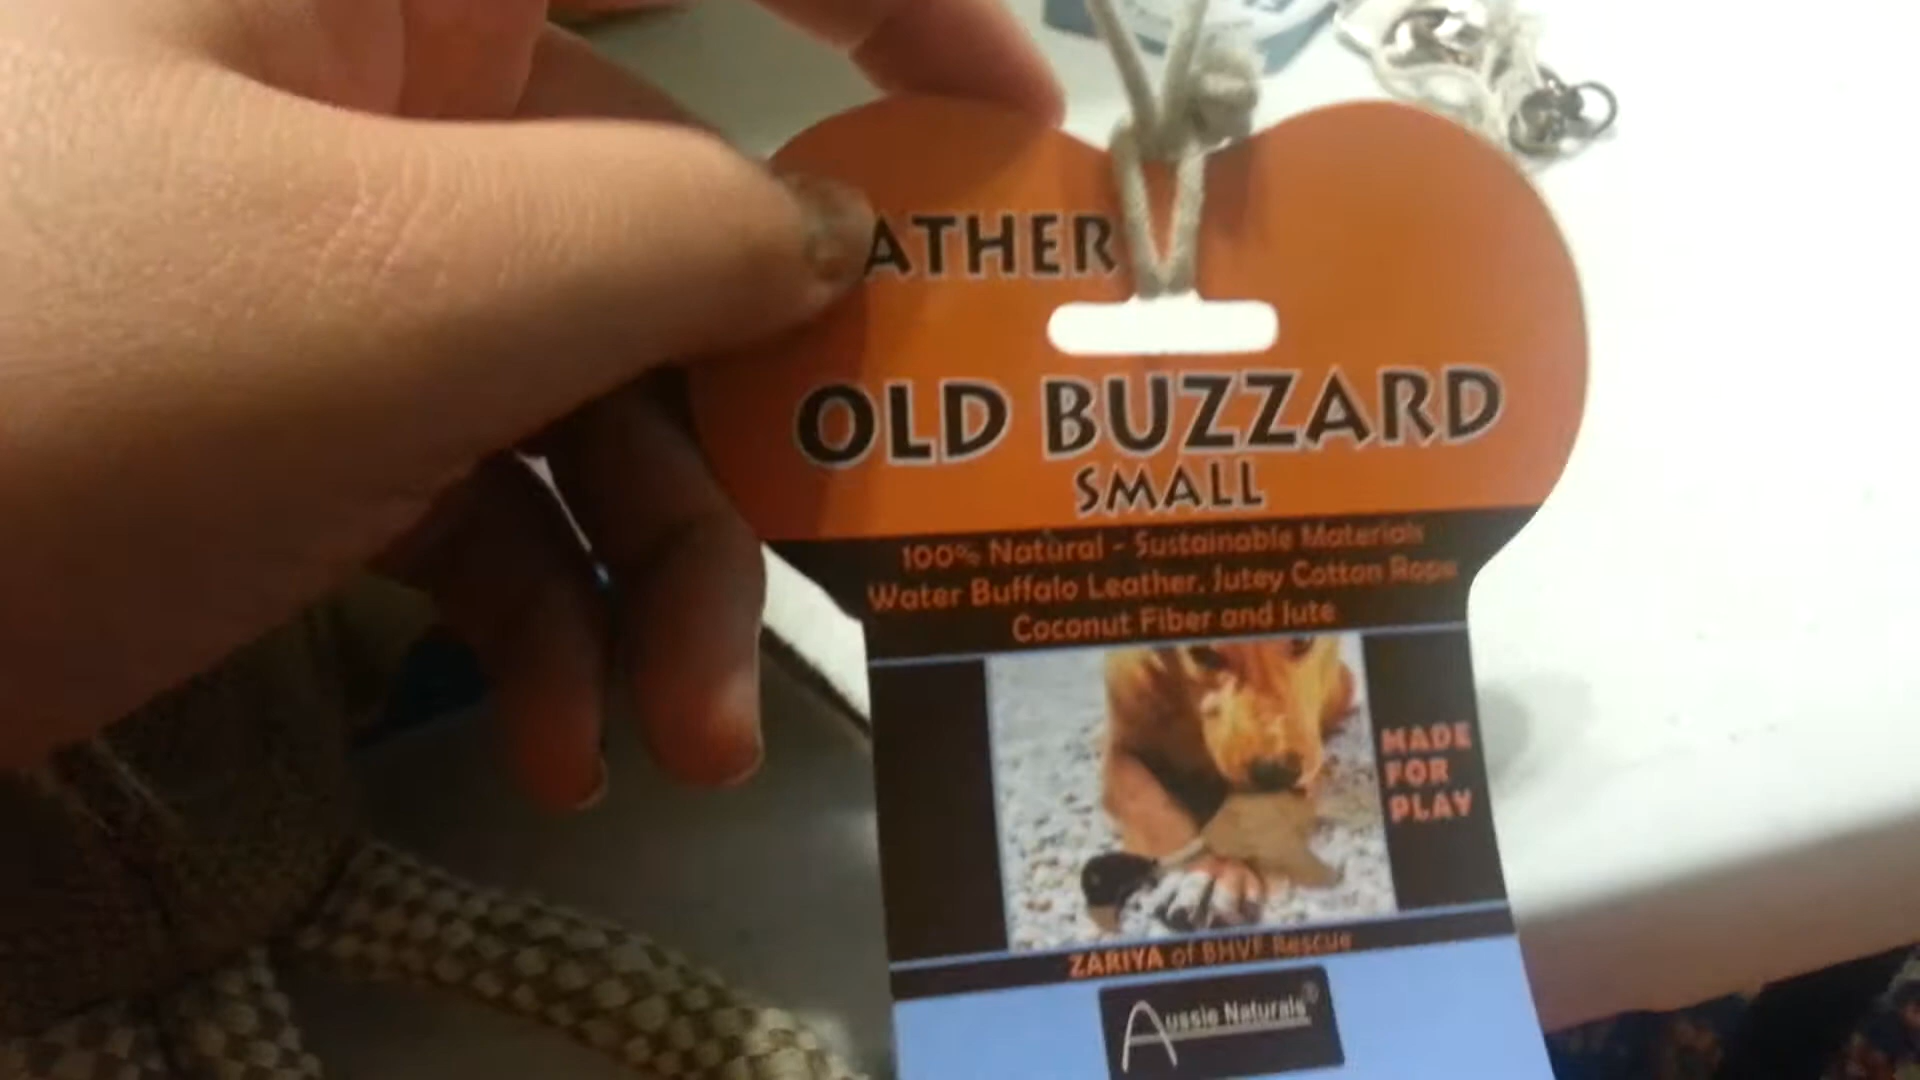 ATHER
OLD BUZZARD
SMALL
100% Natural - Sustainable Materials
Water Buffalo Leather, Jutey Cotton Rope
Coconut Fiber and Jute
MADE
FOR
PLAY
ZARIYA of BHVF Rescue
Aussie Naturals®